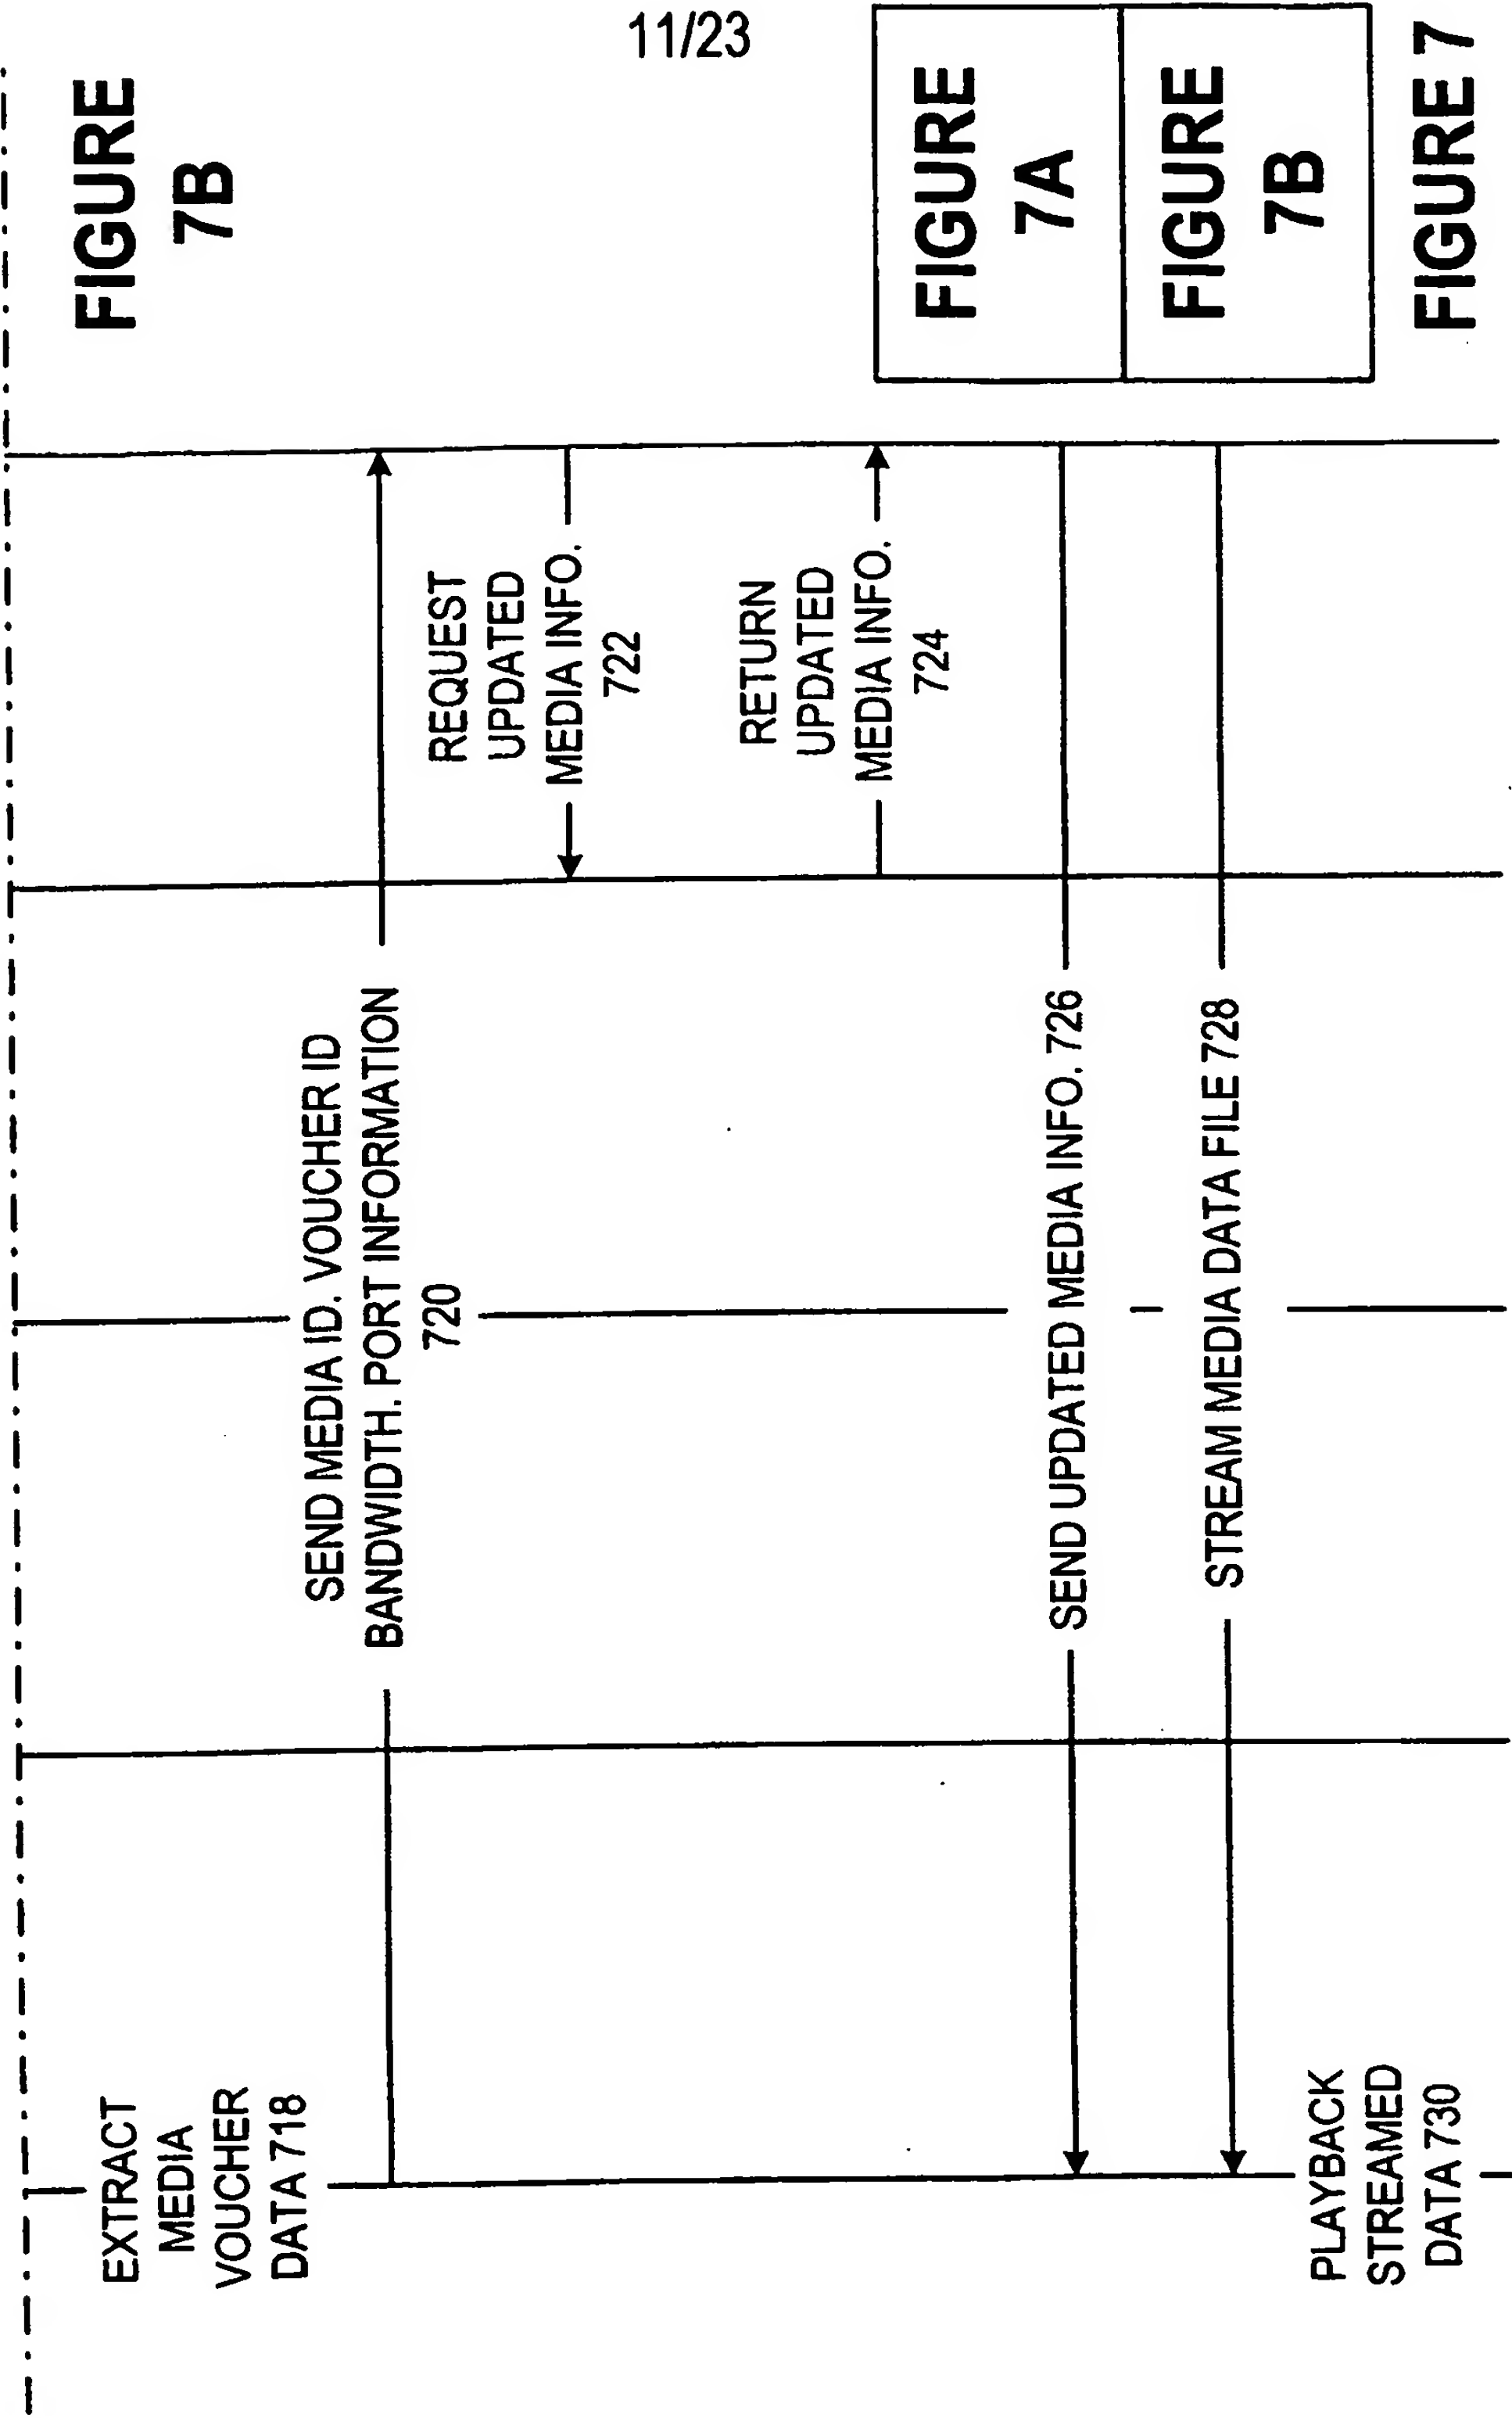 11/23
FIGURE
7B
EXTRACT
MEDIA
VOUCHER
DATA 718
SEND MEDIA ID. VOUCHER ID
BANDWIDTH. PORT INFORMATION
720
REQUEST
UPDATED
MEDIA INFO.
722
RETURN
UPDATED
MEDIA INFO.
724
SEND UPDATED MEDIA INFO. 726
STREAM MEDIA DATA FILE 728
PLAYBACK
STREAMED
DATA 730
FIGURE
7A
FIGURE
7B
FIGURE 7